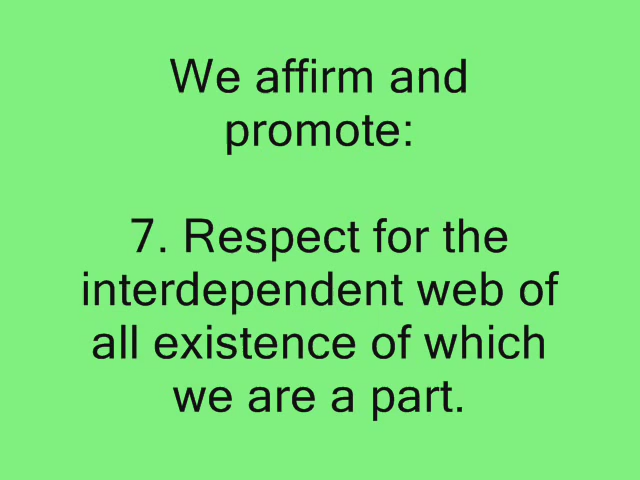 We affirm and
promote:
7. Respect for the
interdependent web of
all existence of which
we are a part.